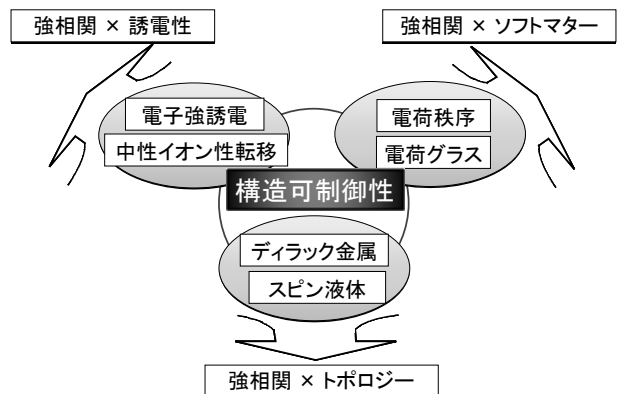 強相関 × 誘電性
強相関 × ソフトマター
電子強誘電
中性イオン性転移
電荷秩序
電荷グラス
構造可制御性
ディラック金属
スピン液体
強相関 × トポロジー